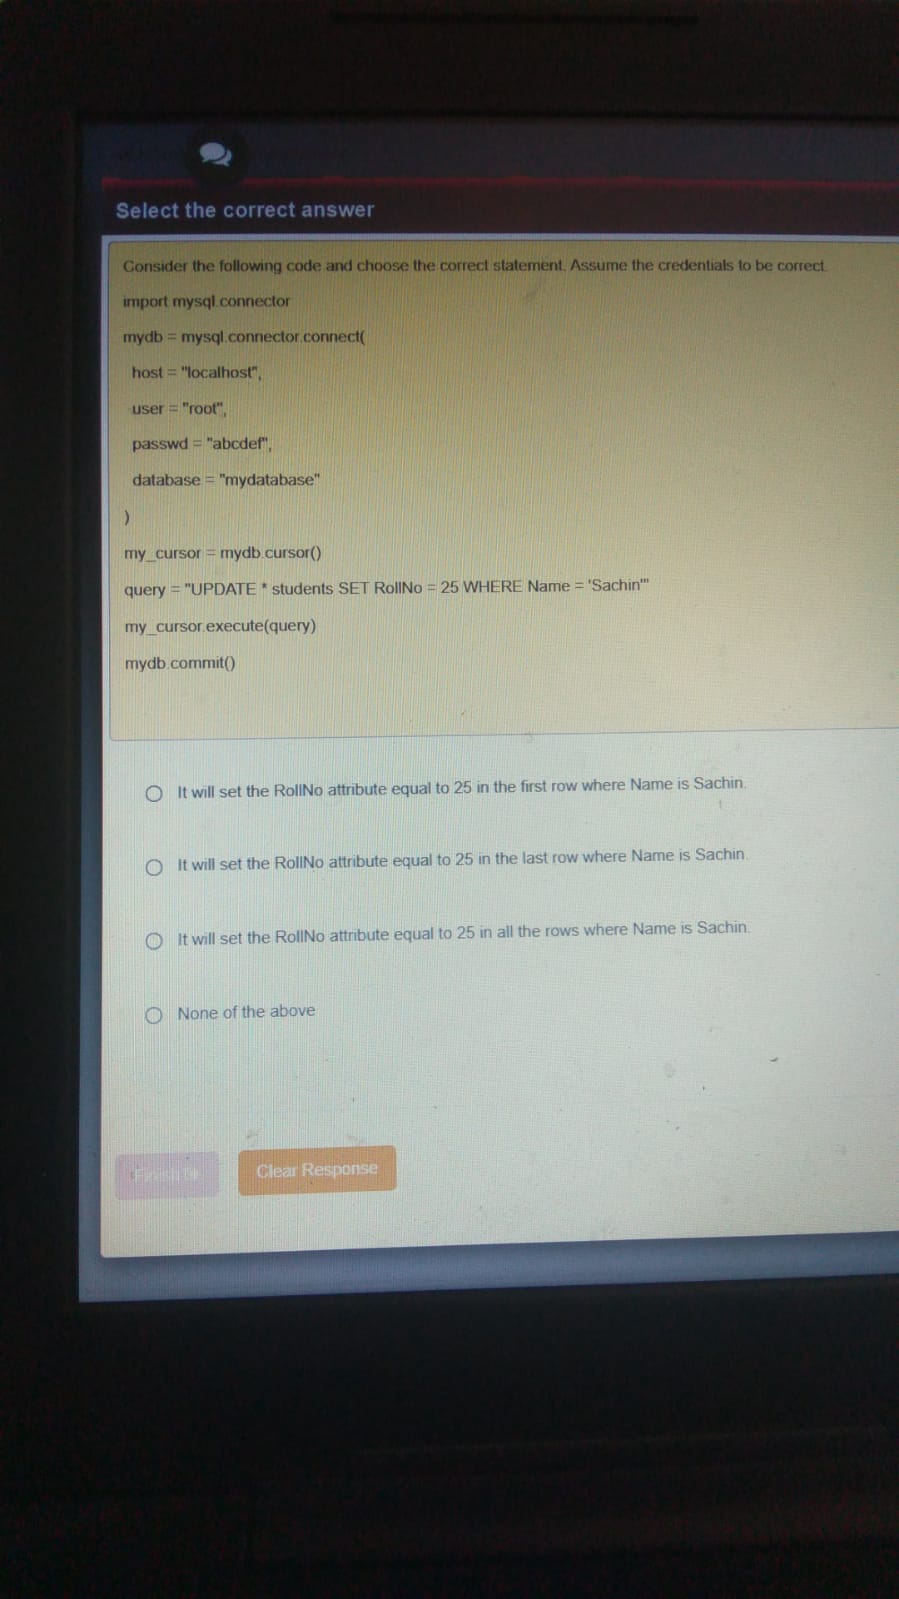 Select the correct answer
Consider the following code and choose the correct statement. Assume the credentials to be correct.
import mysql.connector
mydb = mysql.connector.connect(
host = "localhost",
user = "root",
passwd = "abcdef",
database = "mydatabase"
)
my_cursor = mydb.cursor()
query = "UPDATE * students SET RollNo = 25 WHERE Name = 'Sachin'"
my_cursor.execute(query)
mydb.commit()
It will set the RollNo attribute equal to 25 in the first row where Name is Sachin.
It will set the RollNo attribute equal to 25 in the last row where Name is Sachin.
It will set the RollNo attribute equal to 25 in all the rows where Name is Sachin.
None of the above
Clear Response